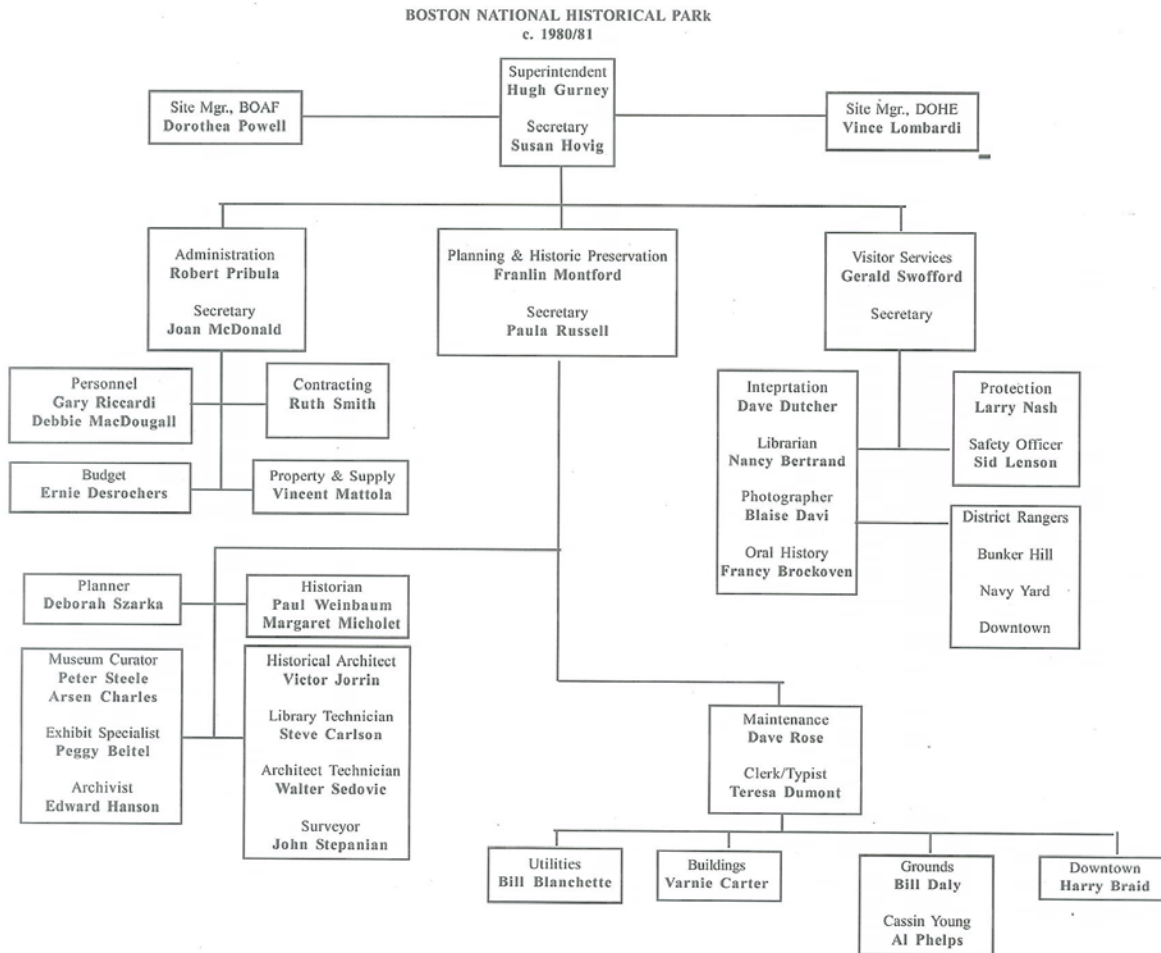 BOSTON NATIONAL HISTORICAL PARk
c. 1980/81
Superintendent
Hugh Gurney
Secretary
Susan Hovig
Site Mgr., BOAF
Dorothea Powell
Site Mgr., DOHE
Vince Lombardi
Administration
Robert Pribula
Secretary
Joan McDonald
Planning & Historic Preservation
Franlin Montford
Secretary
Paula Russell
Visitor Services
Gerald Swofford
Secretary
Personnel
Gary Riccardi
Debbie MacDougall
Contracting
Ruth Smith
Budget
Ernie Desrochers
Property & Supply
Vincent Mattola
Inteprtation
Dave Dutcher
Librarian
Nancy Bertrand
Photographer
Blaise Davi
Oral History
Francy Brockoven
Protection
Larry Nash
Safety Officer
Sid Lenson
District Rangers
Bunker Hill
Navy Yard
Downtown
Planner
Deborah Szarka
Historian
Paul Weinbaum
Margaret Micholet
Museum Curator
Peter Steele
Arsen Charles
Exhibit Specialist
Peggy Beitel
Archivist
Edward Hanson
Historical Architect
Victor Jorrin
Library Technician
Steve Carlson
Architect Technician
Walter Sedovic
Surveyor
John Stepanian
Maintenance
Dave Rose
Clerk/Typist
Teresa Dumont
Utilities
Bill Blanchette
Buildings
Varnie Carter
Grounds
Bill Daly
Cassin Young
Al Phelps
Downtown
Harry Braid